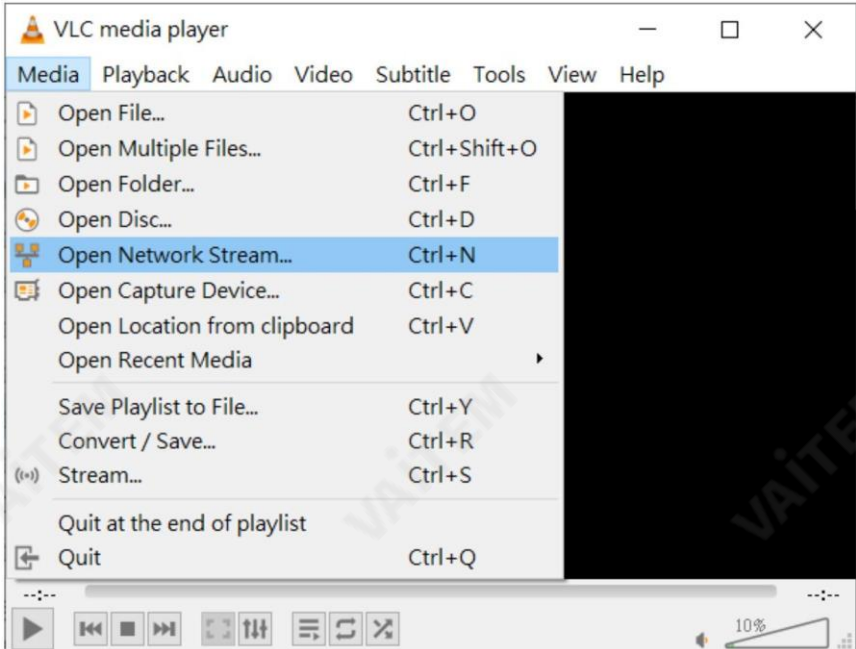 VLC media player
Media Playback Audio Video Subtitle Tools View Help
Open File... Ctrl+O
Open Multiple Files... Ctrl+Shift+O
Open Folder... Ctrl+F
Open Disc... Ctrl+D
Open Network Stream... Ctrl+N
Open Capture Device... Ctrl+C
Open Location from clipboard Ctrl+V
Open Recent Media
Save Playlist to File... Ctrl+Y
Convert / Save... Ctrl+R
Stream... Ctrl+S
Quit at the end of playlist
Quit Ctrl+Q
--:-- --:--
10%
VAiTEM
VAiTEM
VAiTE